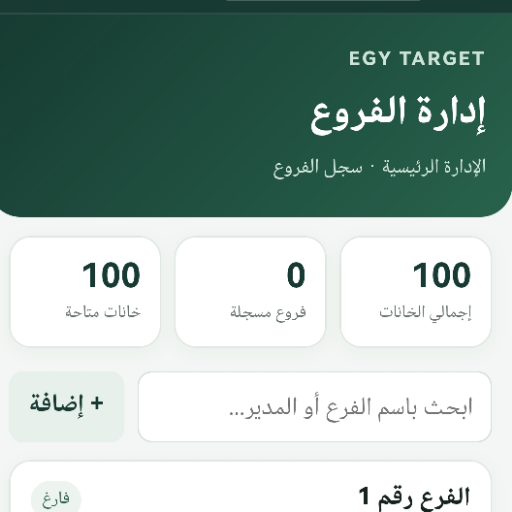 EGY TARGET
إدارة الفروع
الإدارة الرئيسية · سجل الفروع
100
إجمالي الخانات
0
فروع مسجلة
100
خانات متاحة
ابحث باسم الفرع أو المدير...
+ إضافة
الفرع رقم 1
فارغ